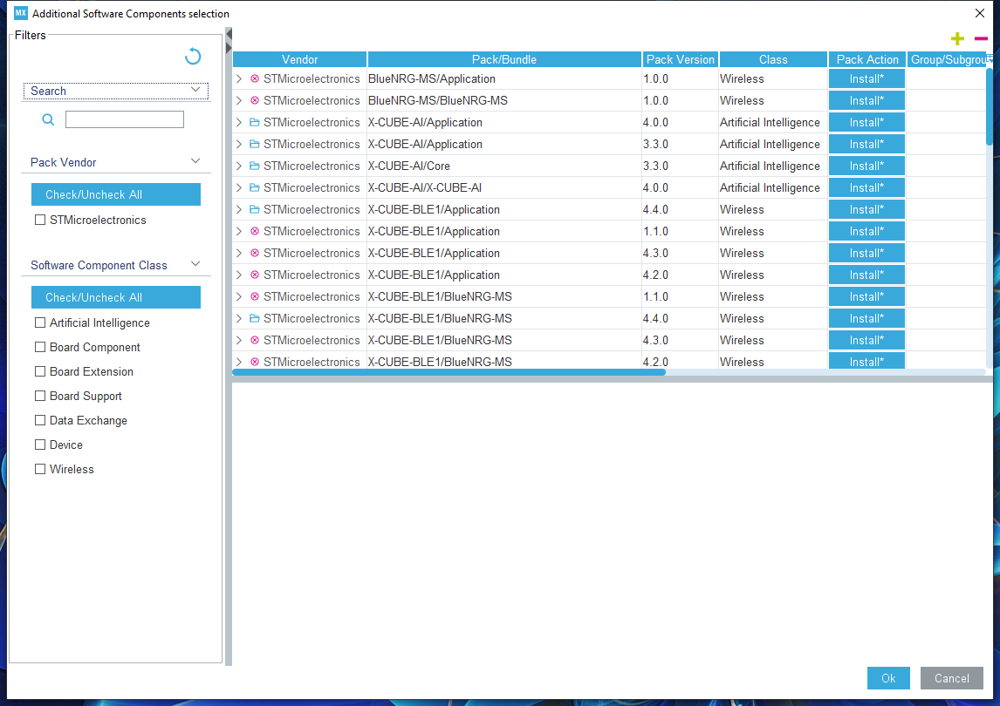 MX Additional Software Components selection
Filters
Search
Pack Vendor
Check/Uncheck All
STMicroelectronics
Software Component Class
Check/Uncheck All
Artificial Intelligence
Board Component
Board Extension
Board Support
Data Exchange
Device
Wireless
Vendor Pack/Bundle Pack Version Class Pack Action Group/Subgrou
STMicroelectronics BlueNRG-MS/Application 1.0.0 Wireless Install*
STMicroelectronics BlueNRG-MS/BlueNRG-MS 1.0.0 Wireless Install*
STMicroelectronics X-CUBE-AI/Application 4.0.0 Artificial Intelligence Install*
STMicroelectronics X-CUBE-AI/Application 3.3.0 Artificial Intelligence Install*
STMicroelectronics X-CUBE-AI/Core 3.3.0 Artificial Intelligence Install*
STMicroelectronics X-CUBE-AI/X-CUBE-AI 4.0.0 Artificial Intelligence Install*
STMicroelectronics X-CUBE-BLE1/Application 4.4.0 Wireless Install*
STMicroelectronics X-CUBE-BLE1/Application 1.1.0 Wireless Install*
STMicroelectronics X-CUBE-BLE1/Application 4.3.0 Wireless Install*
STMicroelectronics X-CUBE-BLE1/Application 4.2.0 Wireless Install*
STMicroelectronics X-CUBE-BLE1/BlueNRG-MS 1.1.0 Wireless Install*
STMicroelectronics X-CUBE-BLE1/BlueNRG-MS 4.4.0 Wireless Install*
STMicroelectronics X-CUBE-BLE1/BlueNRG-MS 4.3.0 Wireless Install*
STMicroelectronics X-CUBE-BLE1/BlueNRG-MS 4.2.0 Wireless Install*
Ok Cancel